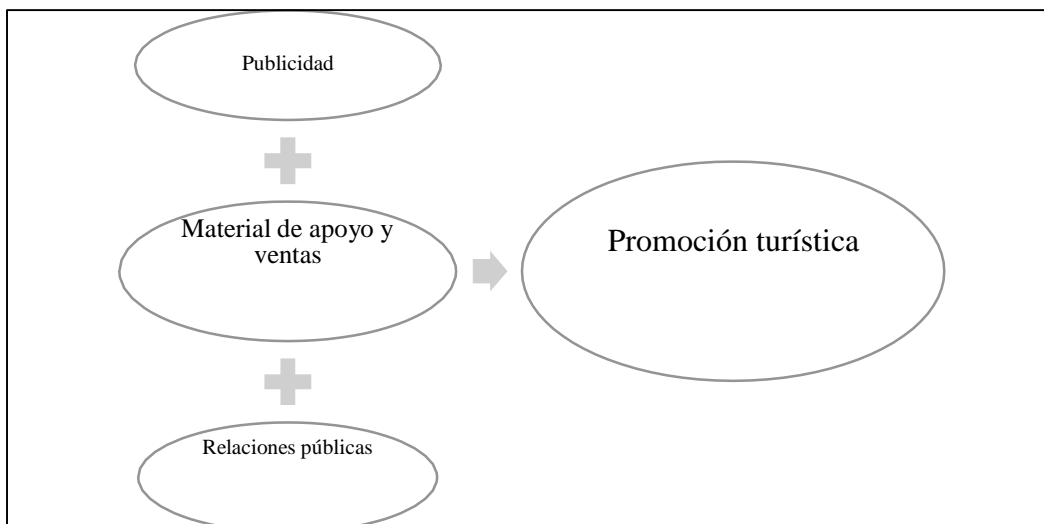 Publicidad
Material de apoyo y
ventas
Promoción turística
Relaciones públicas